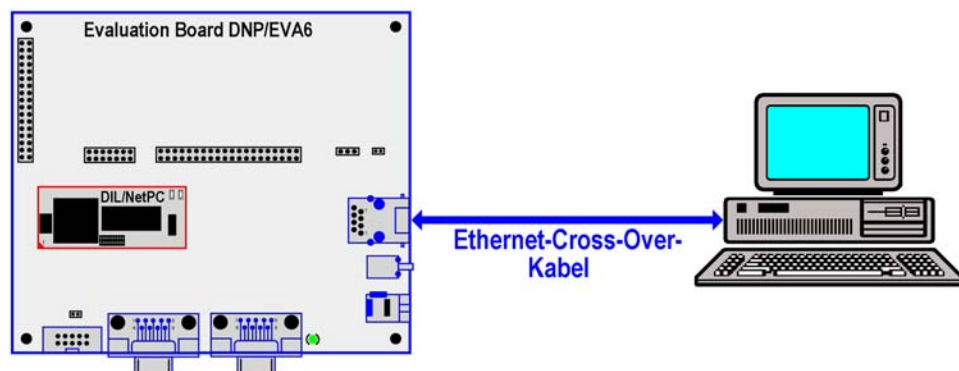 Evaluation Board DNP/EVA6
DIL/NetPC
Ethernet-Cross-Over-
Kabel